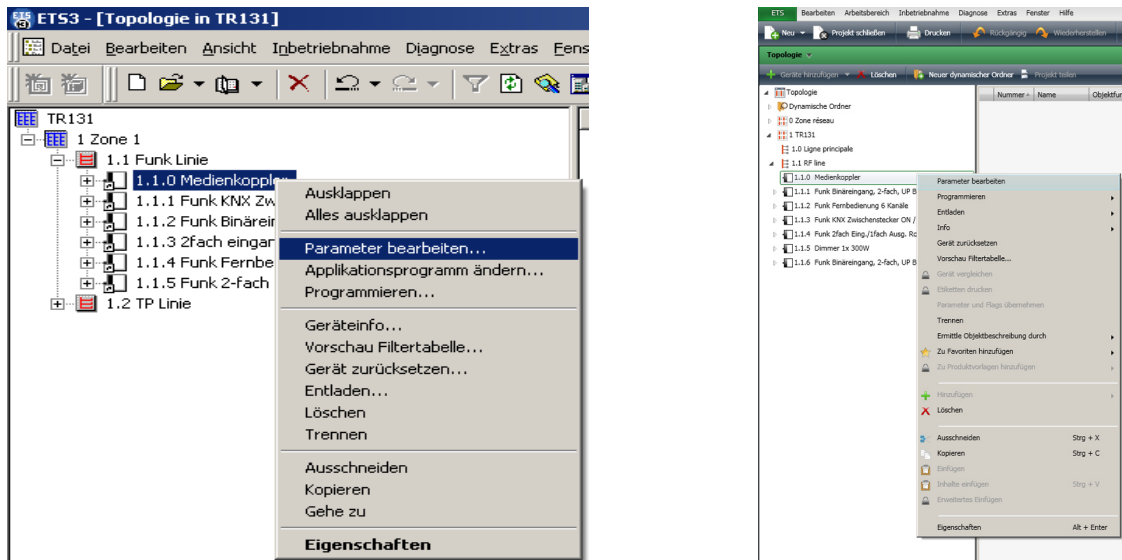 ETS3 - [Topologie in TR131]
Datei Bearbeiten Ansicht Inbetriebnahme Diagnose Extras Fens
TR131
1 Zone 1
1.1 Funk Linie
1.1.0 Medienkoppler
1.1.1 Funk KNX Zw
1.1.2 Funk Binärein
1.1.3 2fach eingar
1.1.4 Funk Fernbe
1.1.5 Funk 2-fach
1.2 TP Linie
Ausklappen
Alles ausklappen
Parameter bearbeiten...
Applikationsprogramm ändern...
Programmieren...
Geräteinfo...
Vorschau Filtertabelle...
Gerät zurücksetzen...
Entladen...
Löschen
Trennen
Ausschneiden
Kopieren
Gehe zu
Eigenschaften
ETS Bearbeiten Arbeitsbereich Inbetriebnahme Diagnose Extras Fenster Hilfe
Neu Projekt schließen Drucken Rückgängig Wiederherstellen
Topologie
Geräte hinzufügen Löschen Neuer dynamischer Ordner Projekt teilen
Topologie
Nummer Name Objektfur
Dynamische Ordner
0 Zone réseau
1 TR131
1.0 Ligne principale
1.1 RF line
1.1.0 Medienkoppler
1.1.1 Funk Binäreingang, 2-fach, UP B
1.1.2 Funk Fernbedienung 6 Kanäle
1.1.3 Funk KNX Zwischenstecker ON /
1.1.4 Funk 2fach Eing./1fach Ausg. Ro
1.1.5 Dimmer 1x 300W
1.1.6 Funk Binäreingang, 2-fach, UP B
Parameter bearbeiten
Programmieren
Entladen
Info
Gerät zurücksetzen
Vorschau Filtertabelle...
Gerät vergleichen
Etiketten drucken
Parameter und Flags übernehmen
Trennen
Ermittle Objektbeschreibung durch
Zu Favoriten hinzufügen
Zu Produktvorlagen hinzufügen
Hinzufügen
Löschen
Ausschneiden Strg + X
Kopieren Strg + C
Einfügen
Inhalte einfügen Strg + V
Erweitertes Einfügen
Eigenschaften Alt + Enter